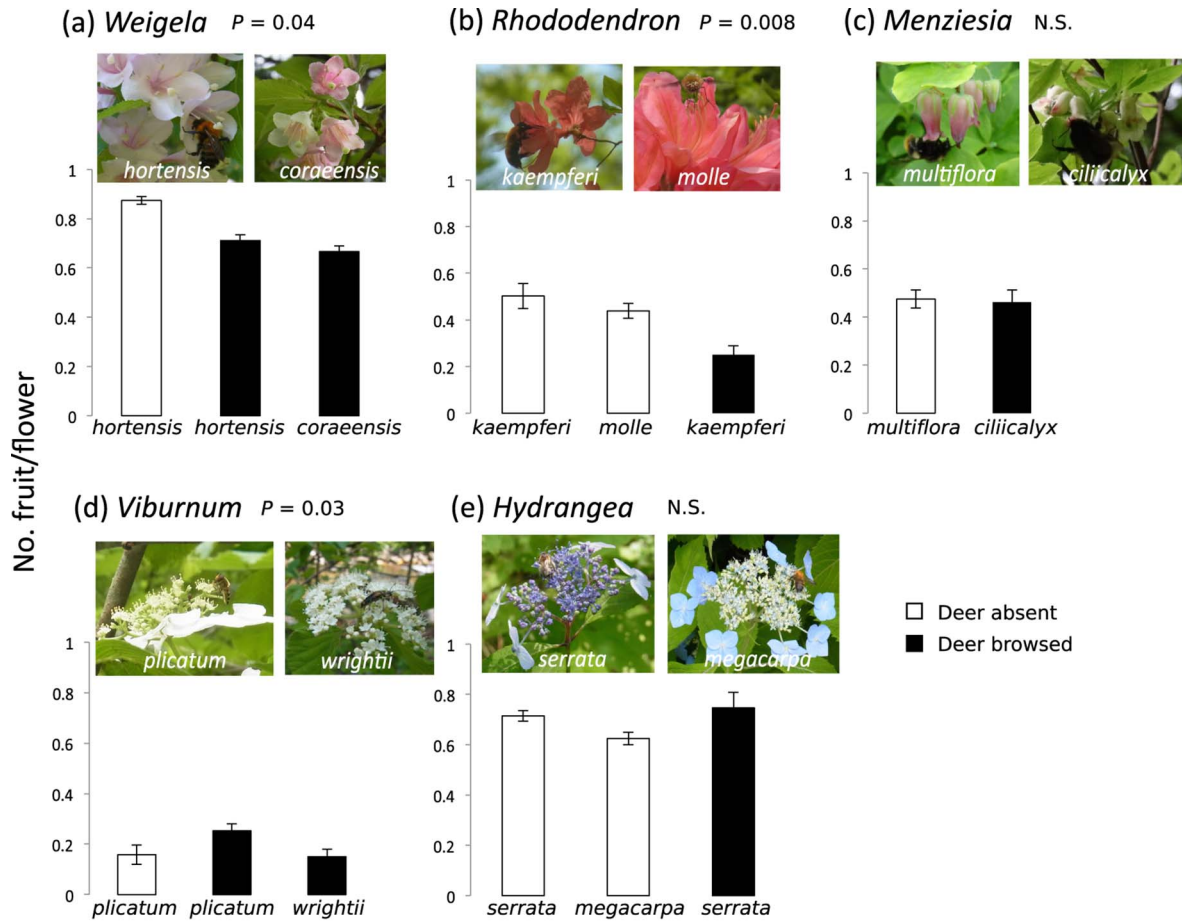 (a) Weigela P = 0.04
hortensis
coraeensis
1
0.8
0.6
0.4
0.2
0
hortensis hortensis coraeensis
(b) Rhododendron P = 0.008
kaempferi
molle
1
0.8
0.6
0.4
0.2
0
kaempferi molle kaempferi
(c) Menziesia N.S.
multiflora
ciliicalyx
1
0.8
0.6
0.4
0.2
0
multiflora ciliicalyx
No. fruit/flower
(d) Viburnum P = 0.03
plicatum
wrightii
1
0.8
0.6
0.4
0.2
0
plicatum plicatum wrightii
(e) Hydrangea N.S.
serrata
megacarpa
1
0.8
0.6
0.4
0.2
0
serrata megacarpa serrata
Deer absent
Deer browsed